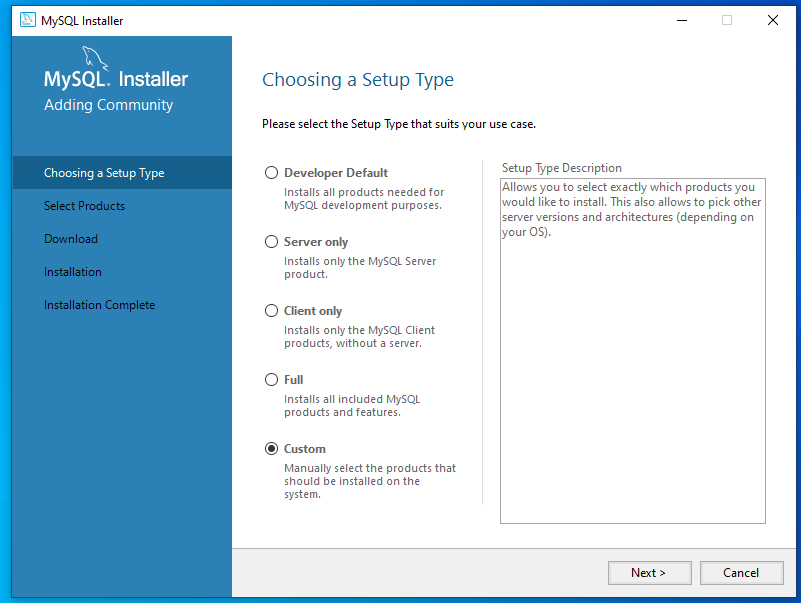 MySQL Installer
MySQL. Installer
Adding Community
Choosing a Setup Type
Select Products
Download
Installation
Installation Complete
Choosing a Setup Type
Please select the Setup Type that suits your use case.
Developer Default
Installs all products needed for
MySQL development purposes.
Server only
Installs only the MySQL Server
product.
Client only
Installs only the MySQL Client
products, without a server.
Full
Installs all included MySQL
products and features.
Custom
Manually select the products that
should be installed on the
system.
Setup Type Description
Allows you to select exactly which products you
would like to install. This also allows to pick other
server versions and architectures (depending on
your OS).
Next >
Cancel